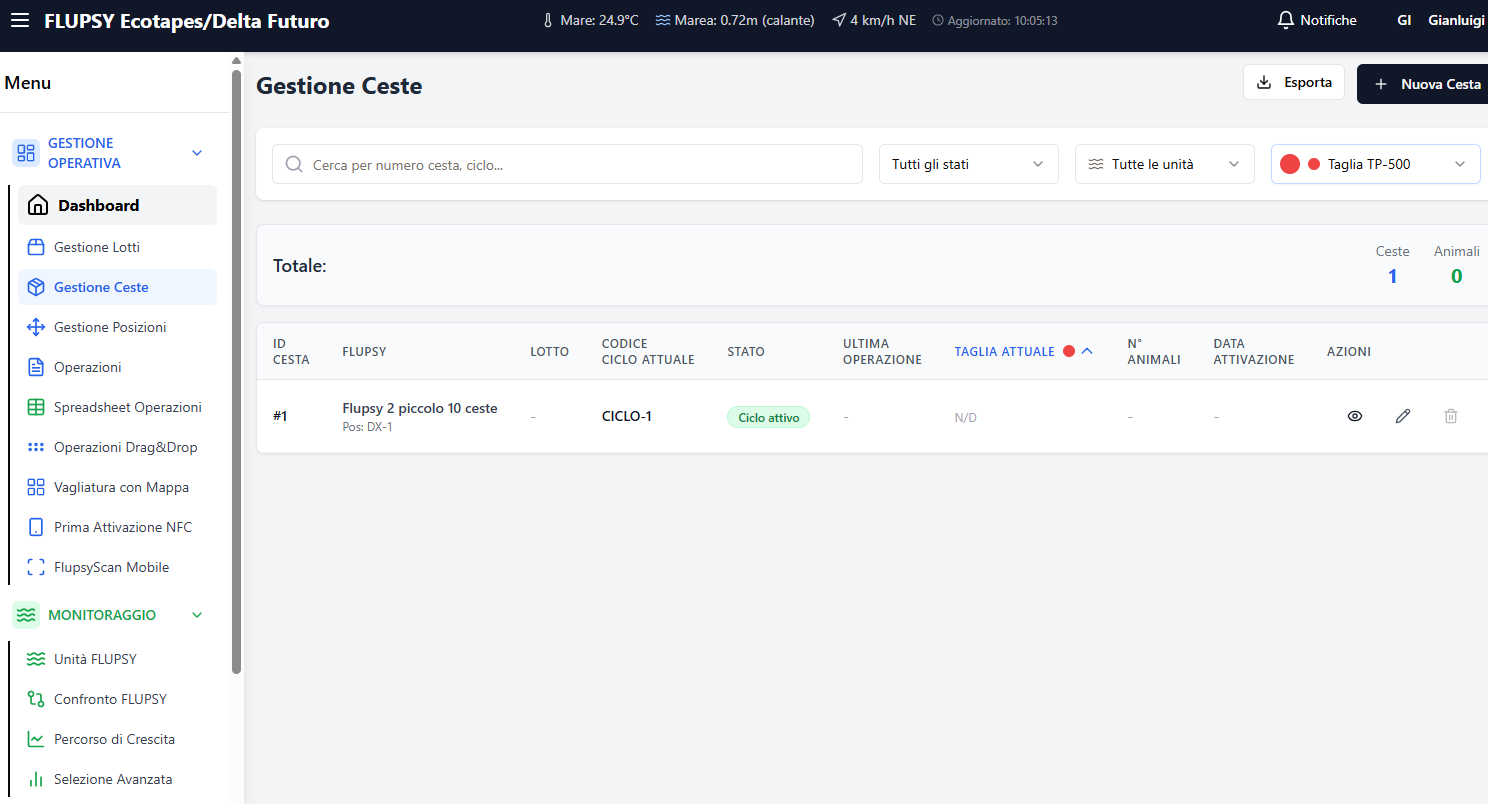 FLUPSY Ecotapes/Delta Futuro
Mare: 24.9°C
Marea: 0.72m (calante)
4 km/h NE
Aggiornato: 10:05:13
Notifiche
GI
Gianluigi
Menu
GESTIONE
OPERATIVA
Dashboard
Gestione Lotti
Gestione Ceste
Gestione Posizioni
Operazioni
Spreadsheet Operazioni
Operazioni Drag&Drop
Vagliatura con Mappa
Prima Attivazione NFC
FlupsyScan Mobile
MONITORAGGIO
Unità FLUPSY
Confronto FLUPSY
Percorso di Crescita
Selezione Avanzata
Gestione Ceste
Esporta
Nuova Cesta
Cerca per numero cesta, ciclo...
Tutti gli stati
Tutte le unità
Taglia TP-500
Totale:
Ceste
1
Animali
0
ID
CESTA
FLUPSY
LOTTO
CODICE
CICLO ATTUALE
STATO
ULTIMA
OPERAZIONE
TAGLIA ATTUALE
N°
ANIMALI
DATA
ATTIVAZIONE
AZIONI
#1
Flupsy 2 piccolo 10 ceste
Pos: DX-1
-
CICLO-1
Ciclo attivo
-
N/D
-
-